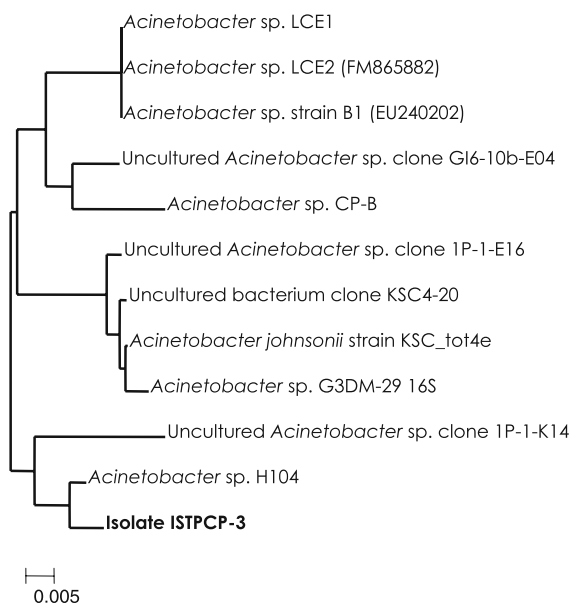 Acinetobacter sp. LCE1
Acinetobacter sp. LCE2 (FM865882)
Acinetobacter sp. strain B1 (EU240202)
Uncultured Acinetobacter sp. clone GI6-10b-E04
Acinetobacter sp. CP-B
Uncultured Acinetobacter sp. clone 1P-1-E16
Uncultured bacterium clone KSC4-20
Acinetobacter johnsonii strain KSC_tot4e
Acinetobacter sp. G3DM-29 16S
Uncultured Acinetobacter sp. clone 1P-1-K14
Acinetobacter sp. H104
Isolate ISTPCP-3
0.005